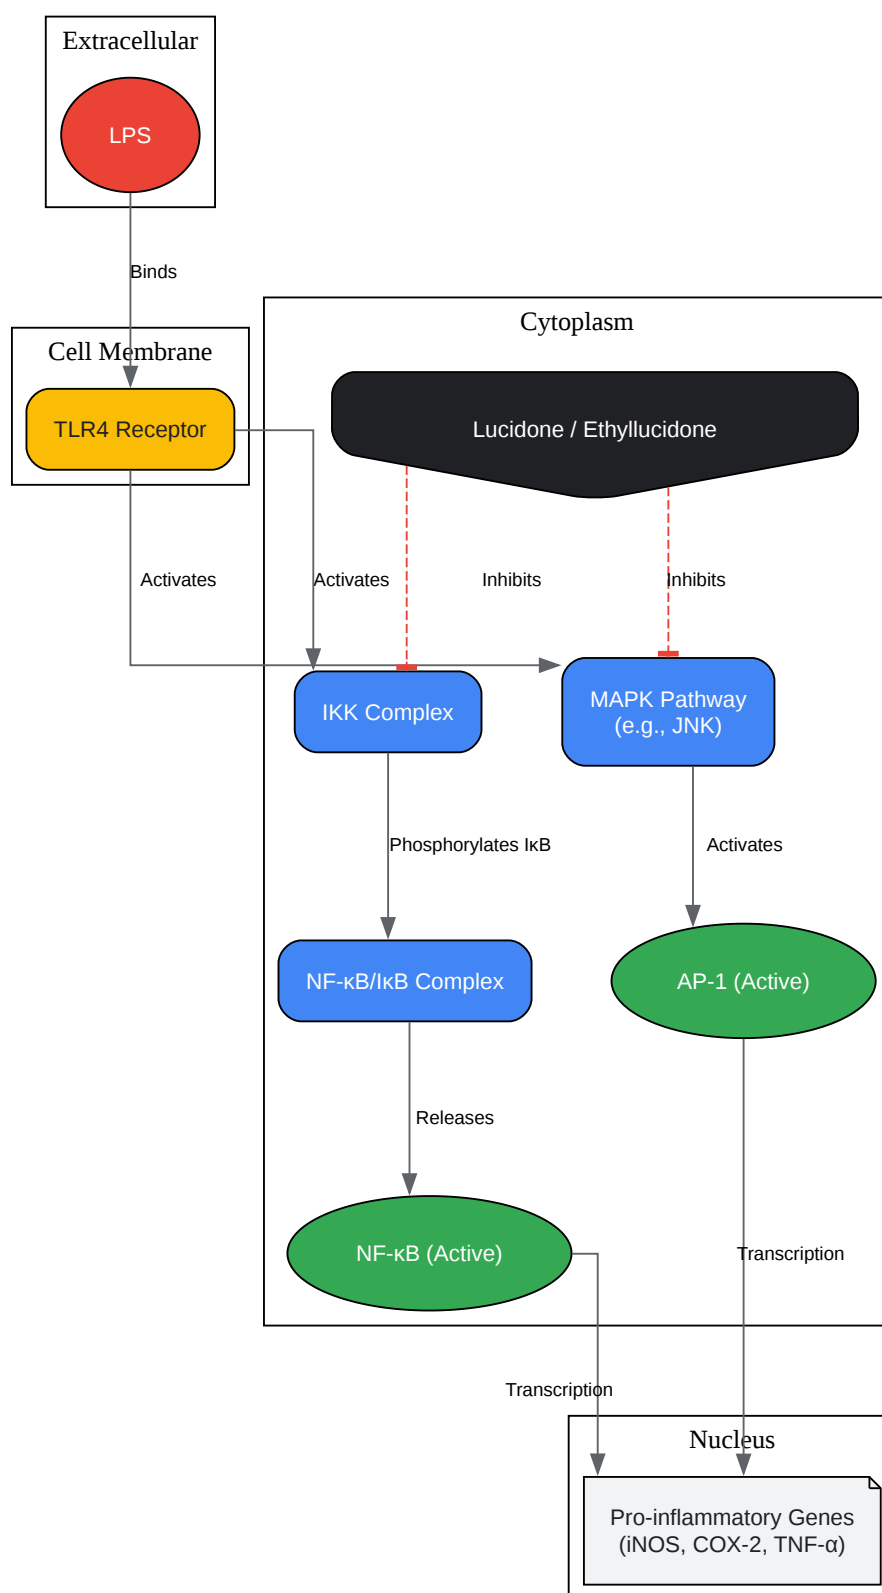 Extracellular
LPS
Binds
Cytoplasm
Cell Membrane
TLR4 Receptor
Lucidone / Ethyllucidone
Activates
Activates
Inhibits
Inhibits
IKK Complex
MAPK Pathway
(e.g., JNK)
Phosphorylates IκB
Activates
NF-κB/IκB Complex
AP-1 (Active)
Releases
NF-κB (Active)
Transcription
Transcription
Nucleus
Pro-inflammatory Genes
(iNOS, COX-2, TNF-α)